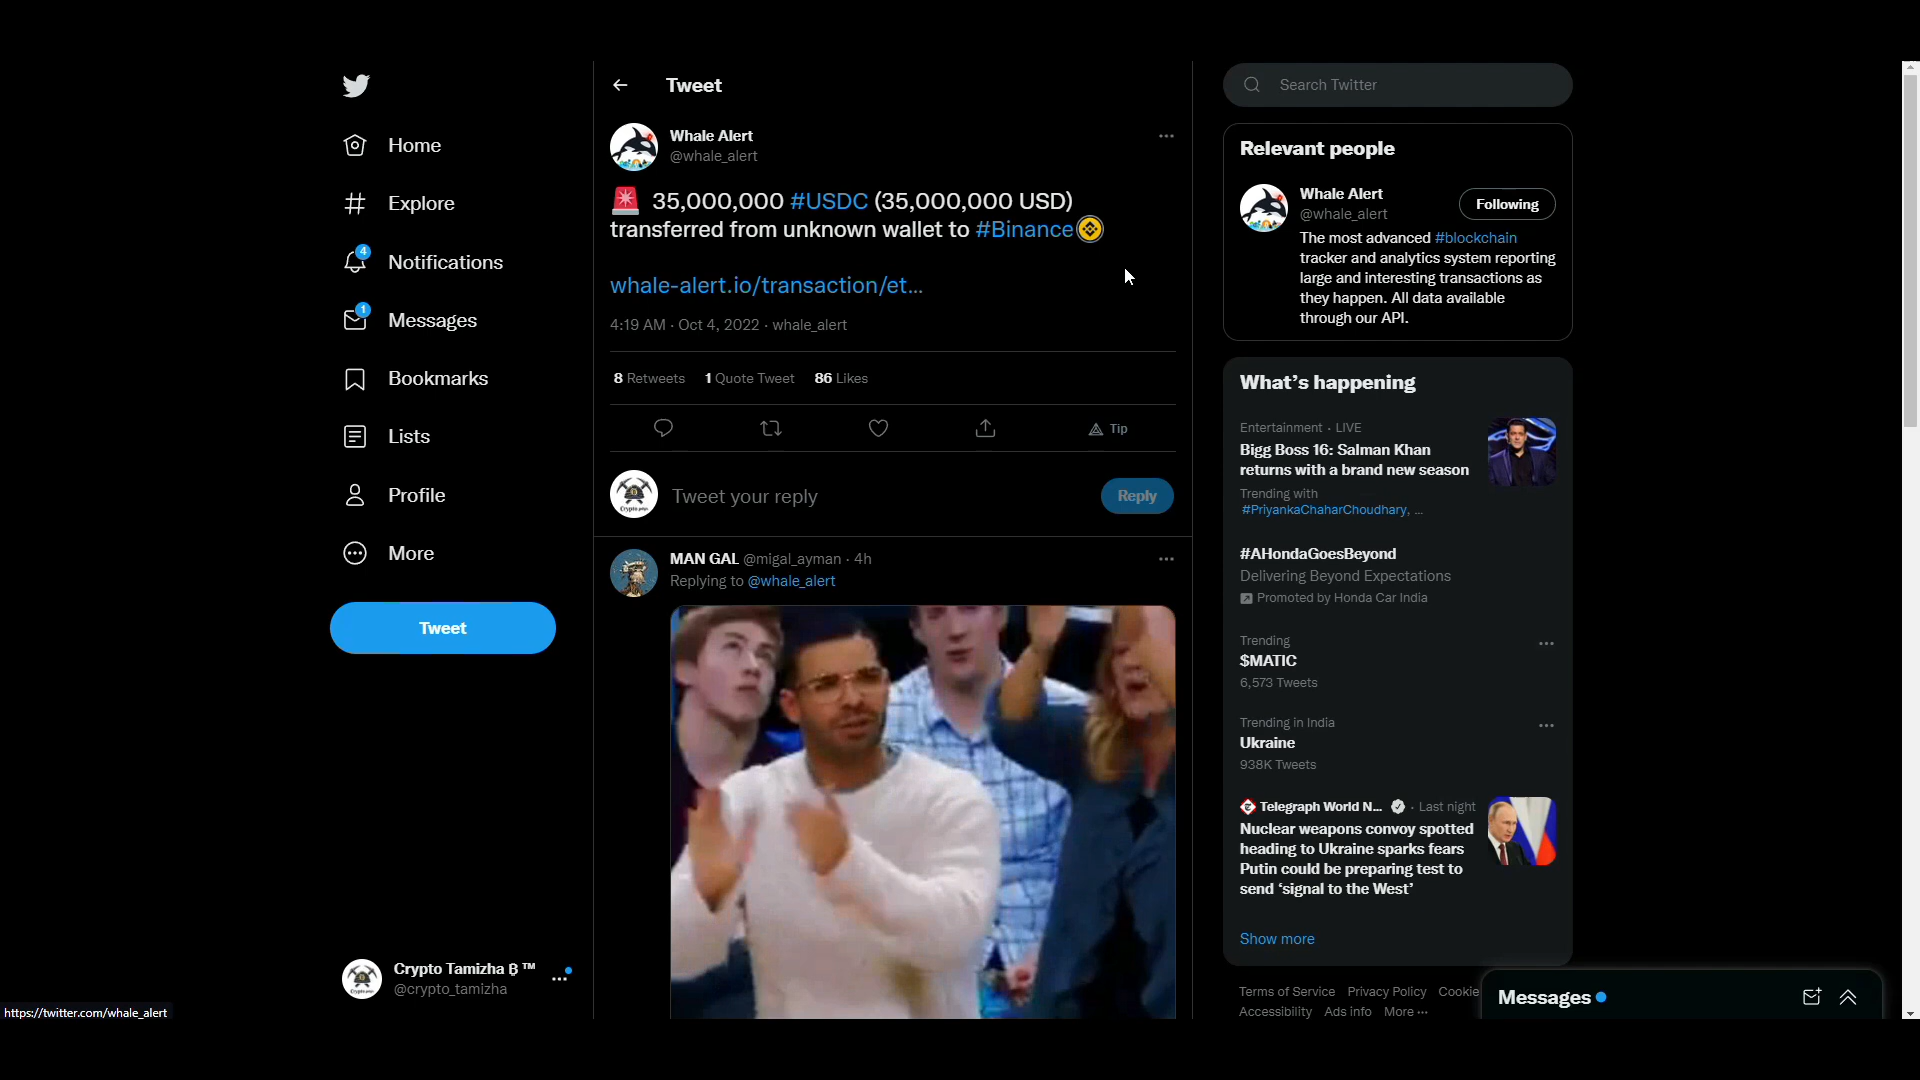 Home
Explore
4
Notifications
1
Messages
Bookmarks
Lists
Profile
More
Tweet
Crypto Tamizha ₿ ™
@crypto_tamizha
https://twitter.com/whale_alert
Tweet
Whale Alert
@whale_alert
35,000,000 #USDC (35,000,000 USD)
transferred from unknown wallet to #Binance
whale-alert.io/transaction/et...
4:19 AM · Oct 4, 2022 · whale_alert
8 Retweets 1 Quote Tweet 86 Likes
Tip
Tweet your reply
Reply
MAN GAL @migal_ayman · 4h
Replying to @whale_alert
Search Twitter
Relevant people
Whale Alert
@whale_alert
Following
The most advanced #blockchain
tracker and analytics system reporting
large and interesting transactions as
they happen. All data available
through our API.
What's happening
Entertainment · LIVE
Bigg Boss 16: Salman Khan
returns with a brand new season
Trending with
#PriyankaChaharChoudhary, ...
#AHondaGoesBeyond
Delivering Beyond Expectations
Promoted by Honda Car India
Trending
$MATIC
6,573 Tweets
Trending in India
Ukraine
938K Tweets
Telegraph World N... · Last night
Nuclear weapons convoy spotted
heading to Ukraine sparks fears
Putin could be preparing test to
send ‘signal to the West’
Show more
Terms of Service Privacy Policy Cookie
Accessibility Ads info More ...
Messages